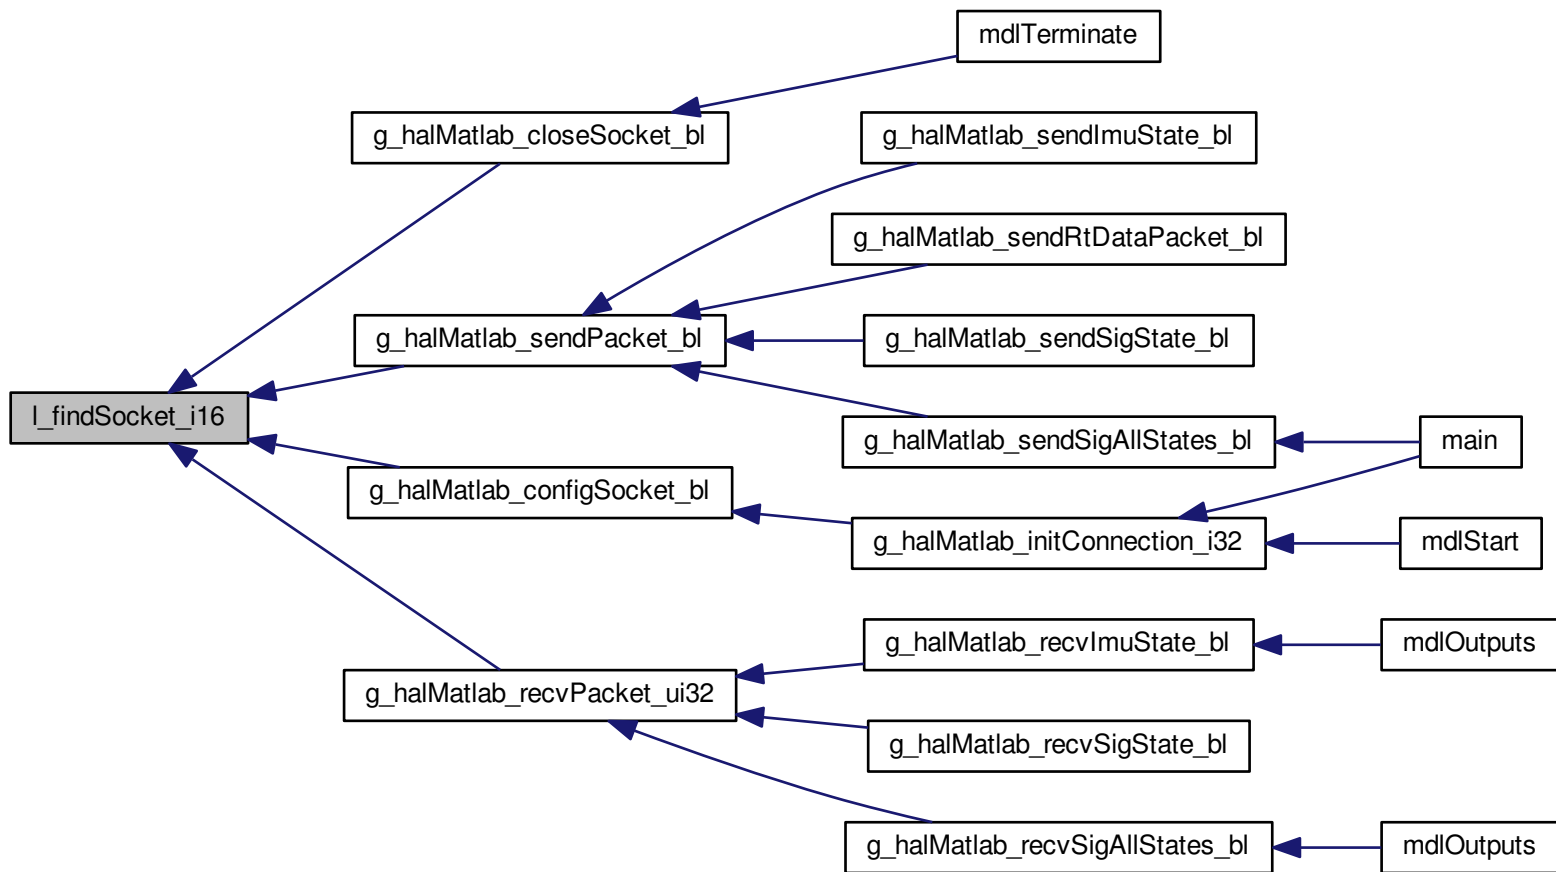 mdlTerminate
g_halMatlab_closeSocket_bl
g_halMatlab_sendImuState_bl
g_halMatlab_sendRtDataPacket_bl
g_halMatlab_sendPacket_bl
g_halMatlab_sendSigState_bl
l_findSocket_i16
g_halMatlab_sendSigAllStates_bl
main
g_halMatlab_configSocket_bl
g_halMatlab_initConnection_i32
mdlStart
g_halMatlab_recvImuState_bl
mdlOutputs
g_halMatlab_recvPacket_ui32
g_halMatlab_recvSigState_bl
g_halMatlab_recvSigAllStates_bl
mdlOutputs